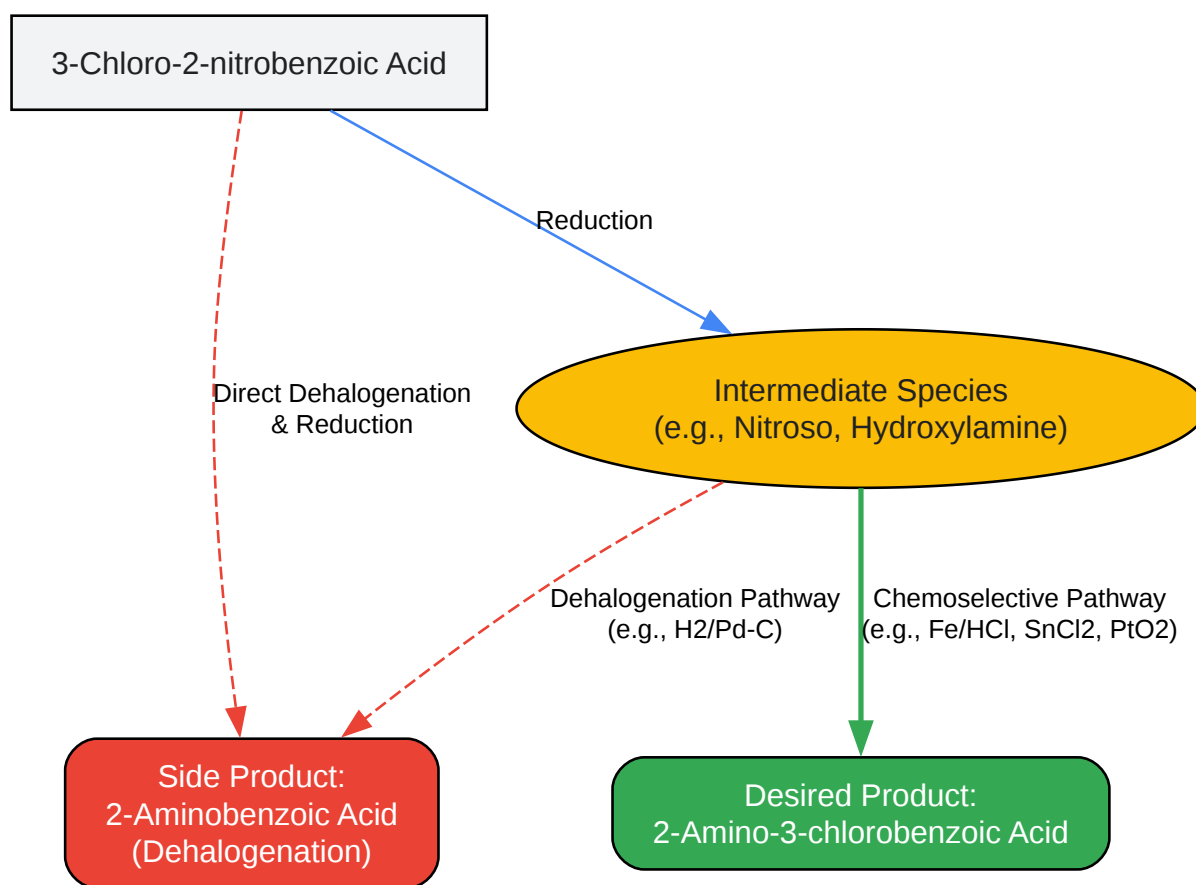 3-Chloro-2-nitrobenzoic Acid
Reduction
Direct Dehalogenation
& Reduction
Intermediate Species
(e.g., Nitroso, Hydroxylamine)
Dehalogenation Pathway
(e.g., H2/Pd-C)
Chemoselective Pathway
(e.g., Fe/HCl, SnCl2, PtO2)
Side Product:
2-Aminobenzoic Acid
(Dehalogenation)
Desired Product:
2-Amino-3-chlorobenzoic Acid